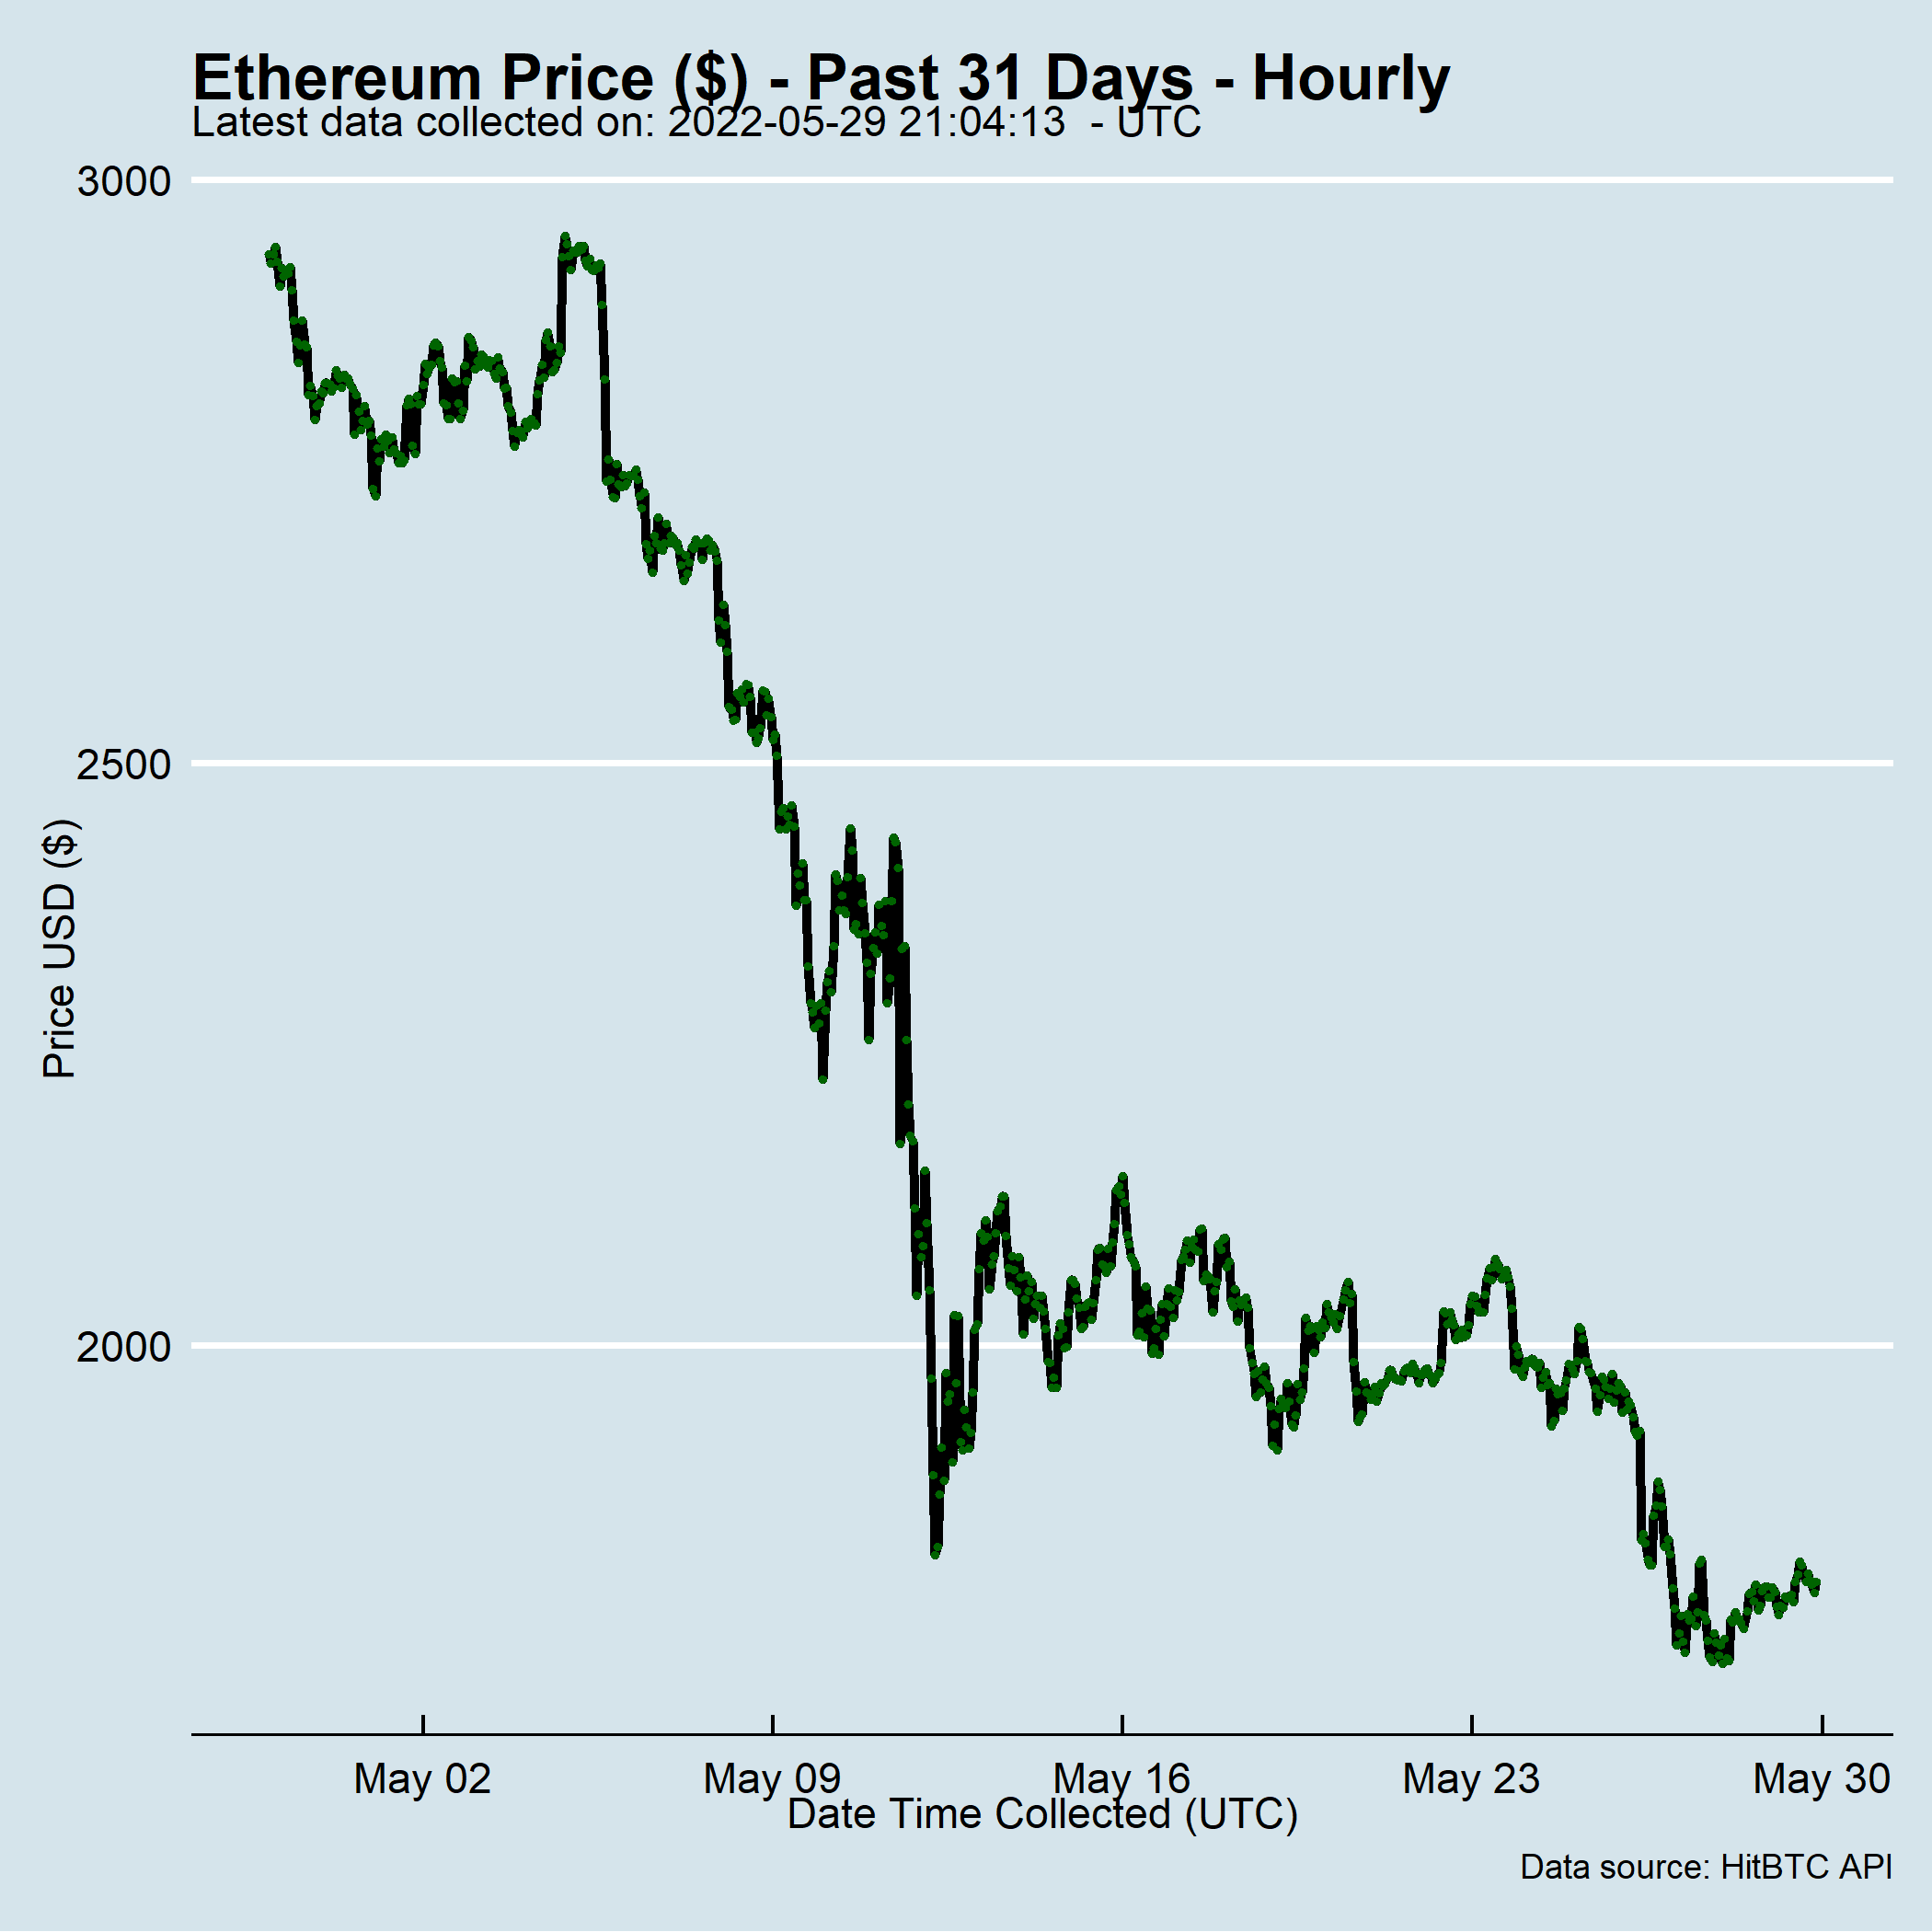 Ethereum Price ($) - Past 31 Days - Hourly
Latest data collected on: 2022-05-29 21:04:13  - UTC
3000
2500
2000
Price USD ($)
May 02 May 09 May 16 May 23 May 30
Date Time Collected (UTC)
Data source: HitBTC API